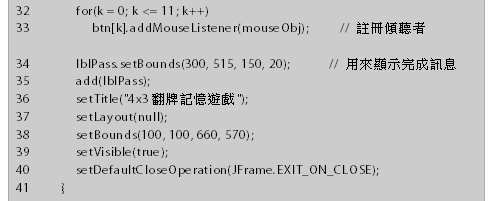 32 for(k = 0; k <= 11; k++)
33 btn[k].addMouseListener(mouseObj); // 註冊傾聽者
34 lblPass.setBounds(300, 515, 150, 20); // 用來顯示完成訊息
35 add(lblPass);
36 setTitle("4x3 翻牌記憶遊戲");
37 setLayout(null);
38 setBounds(100, 100, 660, 570);
39 setVisible(true);
40 setDefaultCloseOperation(JFrame.EXIT_ON_CLOSE);
41 }